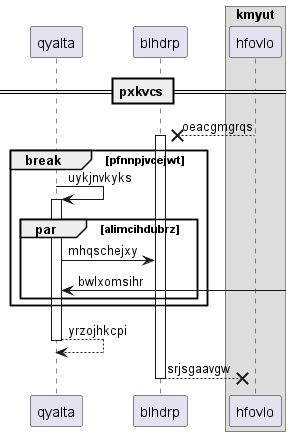 kmyut
qyalta
blhdrp
hfovlo
pxkvcs
oeacgmgrqs
break
[pfnnpjvcejwt]
uykjnvkyks
par
[alimcihdubrz]
mhqschejxy
bwlxomsihr
yrzojhkcpi
srjsgaavgw
qyalta
blhdrp
hfovlo